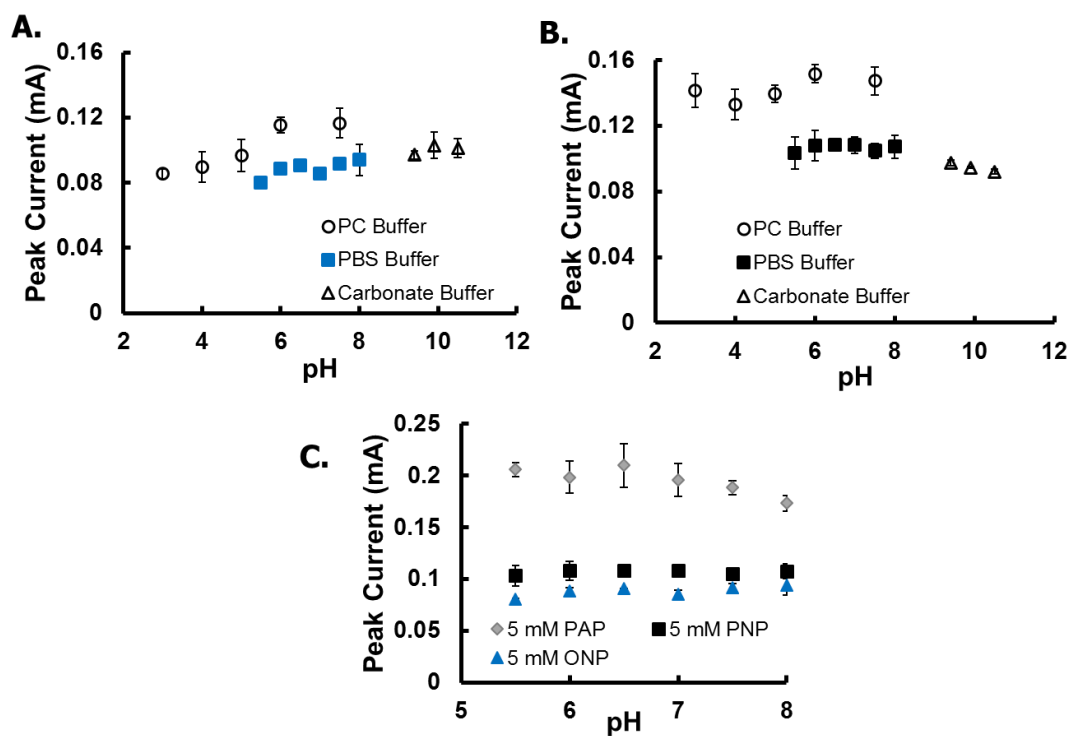 A.
Peak Current (mA)
0.16
0.12
0.08
0.04
0
2 4 6 8 10 12
pH
PC Buffer
PBS Buffer
Carbonate Buffer
B.
Peak Current (mA)
0.16
0.12
0.08
0.04
0
2 4 6 8 10 12
pH
PC Buffer
PBS Buffer
Carbonate Buffer
C.
Peak Current (mA)
0.25
0.2
0.15
0.1
0.05
0
5 6 7 8
pH
5 mM PAP 5 mM PNP
5 mM ONP